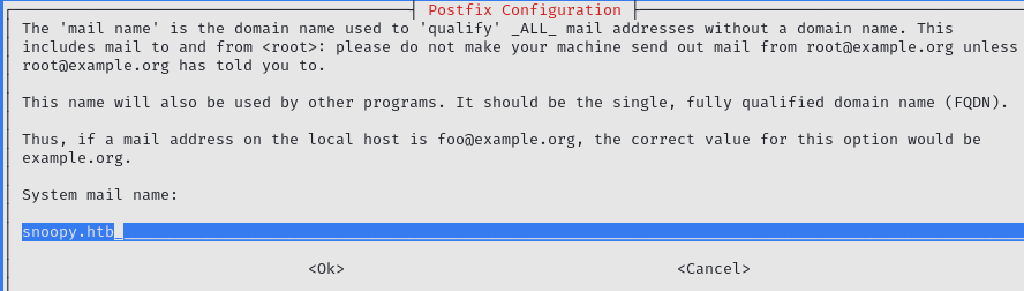 Postfix Configuration
The 'mail name' is the domain name used to 'qualify' _ALL_ mail addresses without a domain name. This
includes mail to and from <root>: please do not make your machine send out mail from root@example.org unless
root@example.org has told you to.
This name will also be used by other programs. It should be the single, fully qualified domain name (FQDN).
Thus, if a mail address on the local host is foo@example.org, the correct value for this option would be
example.org.
System mail name:
snoopy.htb
<Ok> <Cancel>